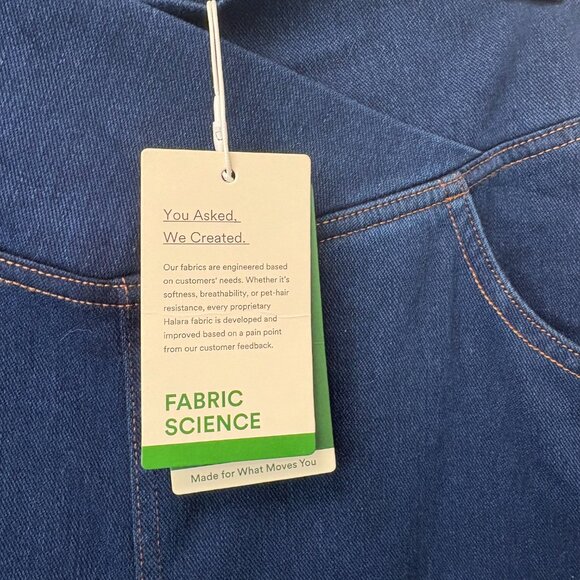 You Asked.
We Created.
Our fabrics are engineered based
on customers' needs. Whether it's
softness, breathability, or pet-hair
resistance, every proprietary
Halara fabric is developed and
improved based on a pain point
from our customer feedback.
FABRIC
SCIENCE
Made for What Moves You